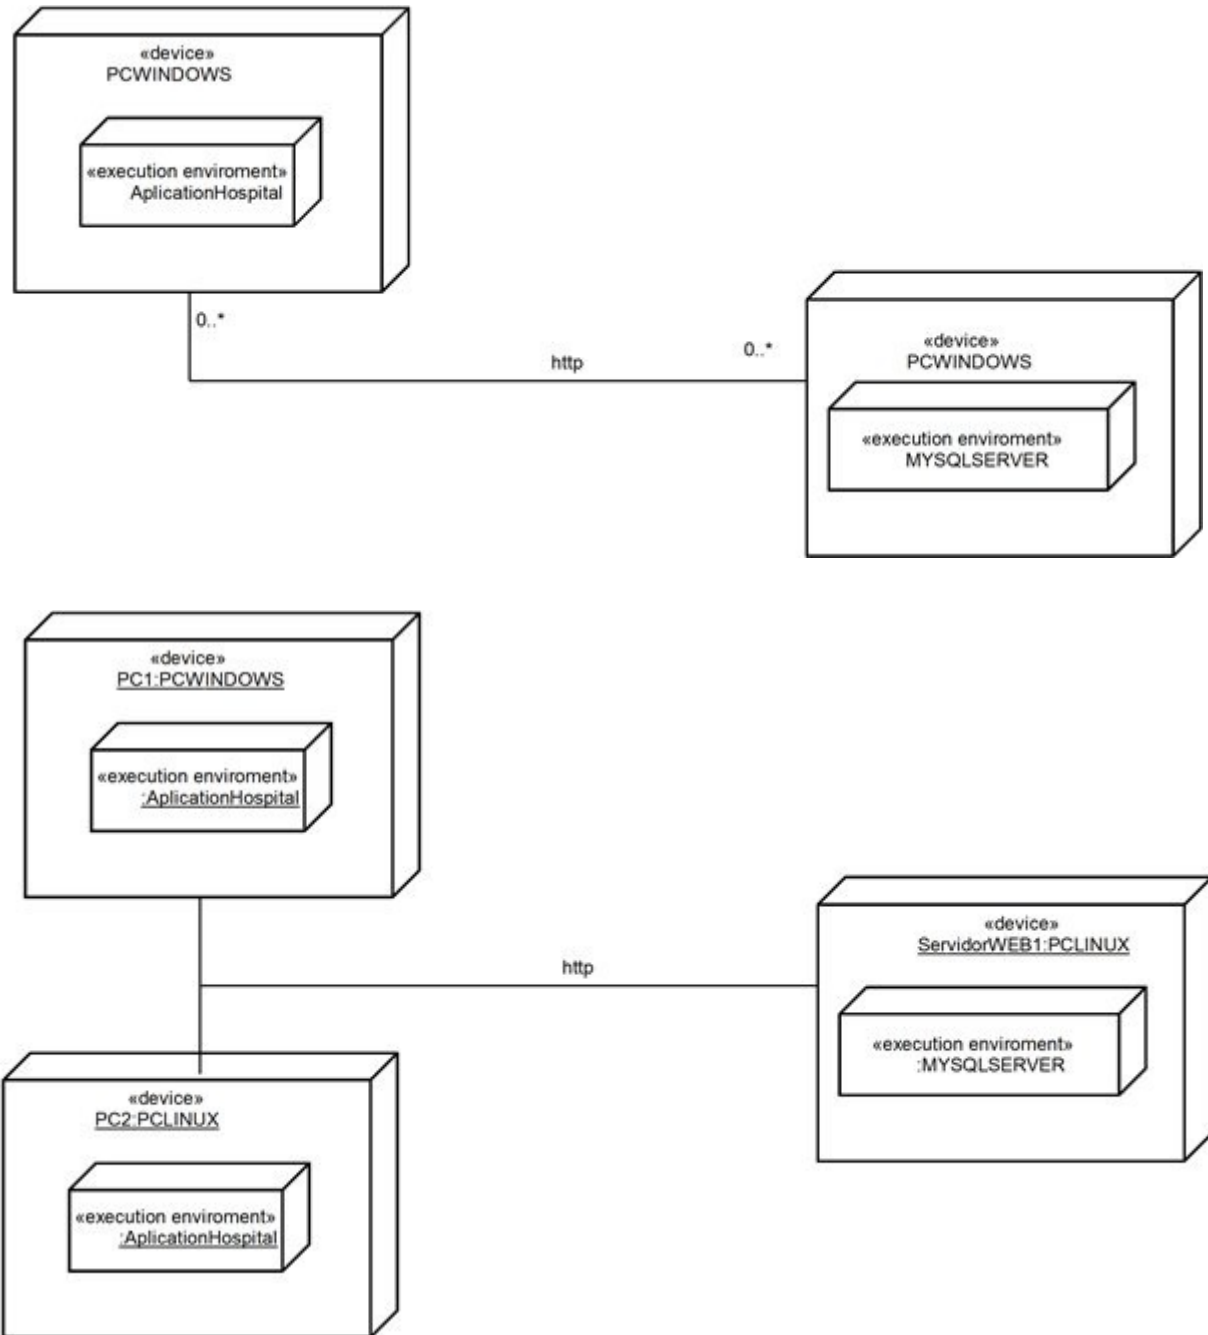 «device»
PCWINDOWS
«execution enviroment»
AplicationHospital
0..*
http
0..*
«device»
PCWINDOWS
«execution enviroment»
MYSQLSERVER
«device»
PC1:PCWINDOWS
«execution enviroment»
:AplicationHospital
http
«device»
ServidorWEB1:PCLINUX
«execution enviroment»
:MYSQLSERVER
«device»
PC2:PCLINUX
«execution enviroment»
:AplicationHospital